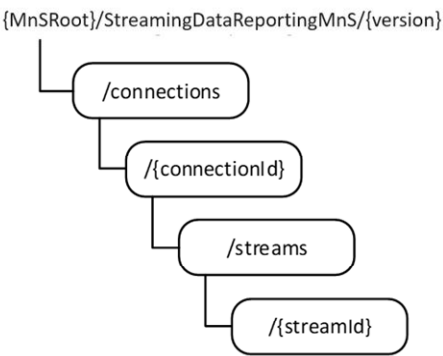 {MnSRoot}/StreamingDataReportingMnS/{version}
/connections
/{connectionId}
/streams
/{streamId}